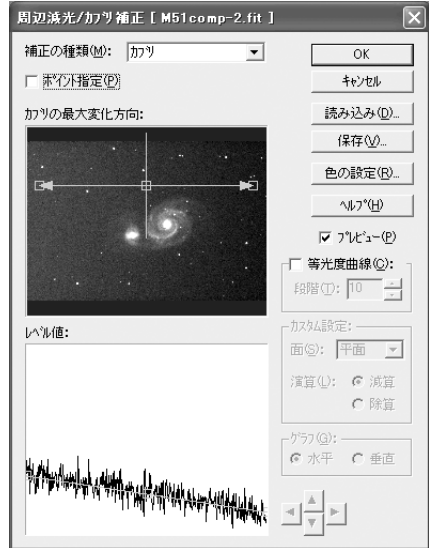 周辺減光/カブリ補正 [ M51comp-2.fit ]
補正の種類(M): カブリ
ポイント指定(P)
カブリの最大変化方向:
レベル値:
OK
キャンセル
読み込み(D)...
保存(V)...
色の設定(R)...
ヘルプ(H)
プレビュー(P)
等光度曲線(C):
段階(T): 10
カスタム設定:
面(S): 平面
演算(L): 減算
除算
グラフ(G):
水平 垂直